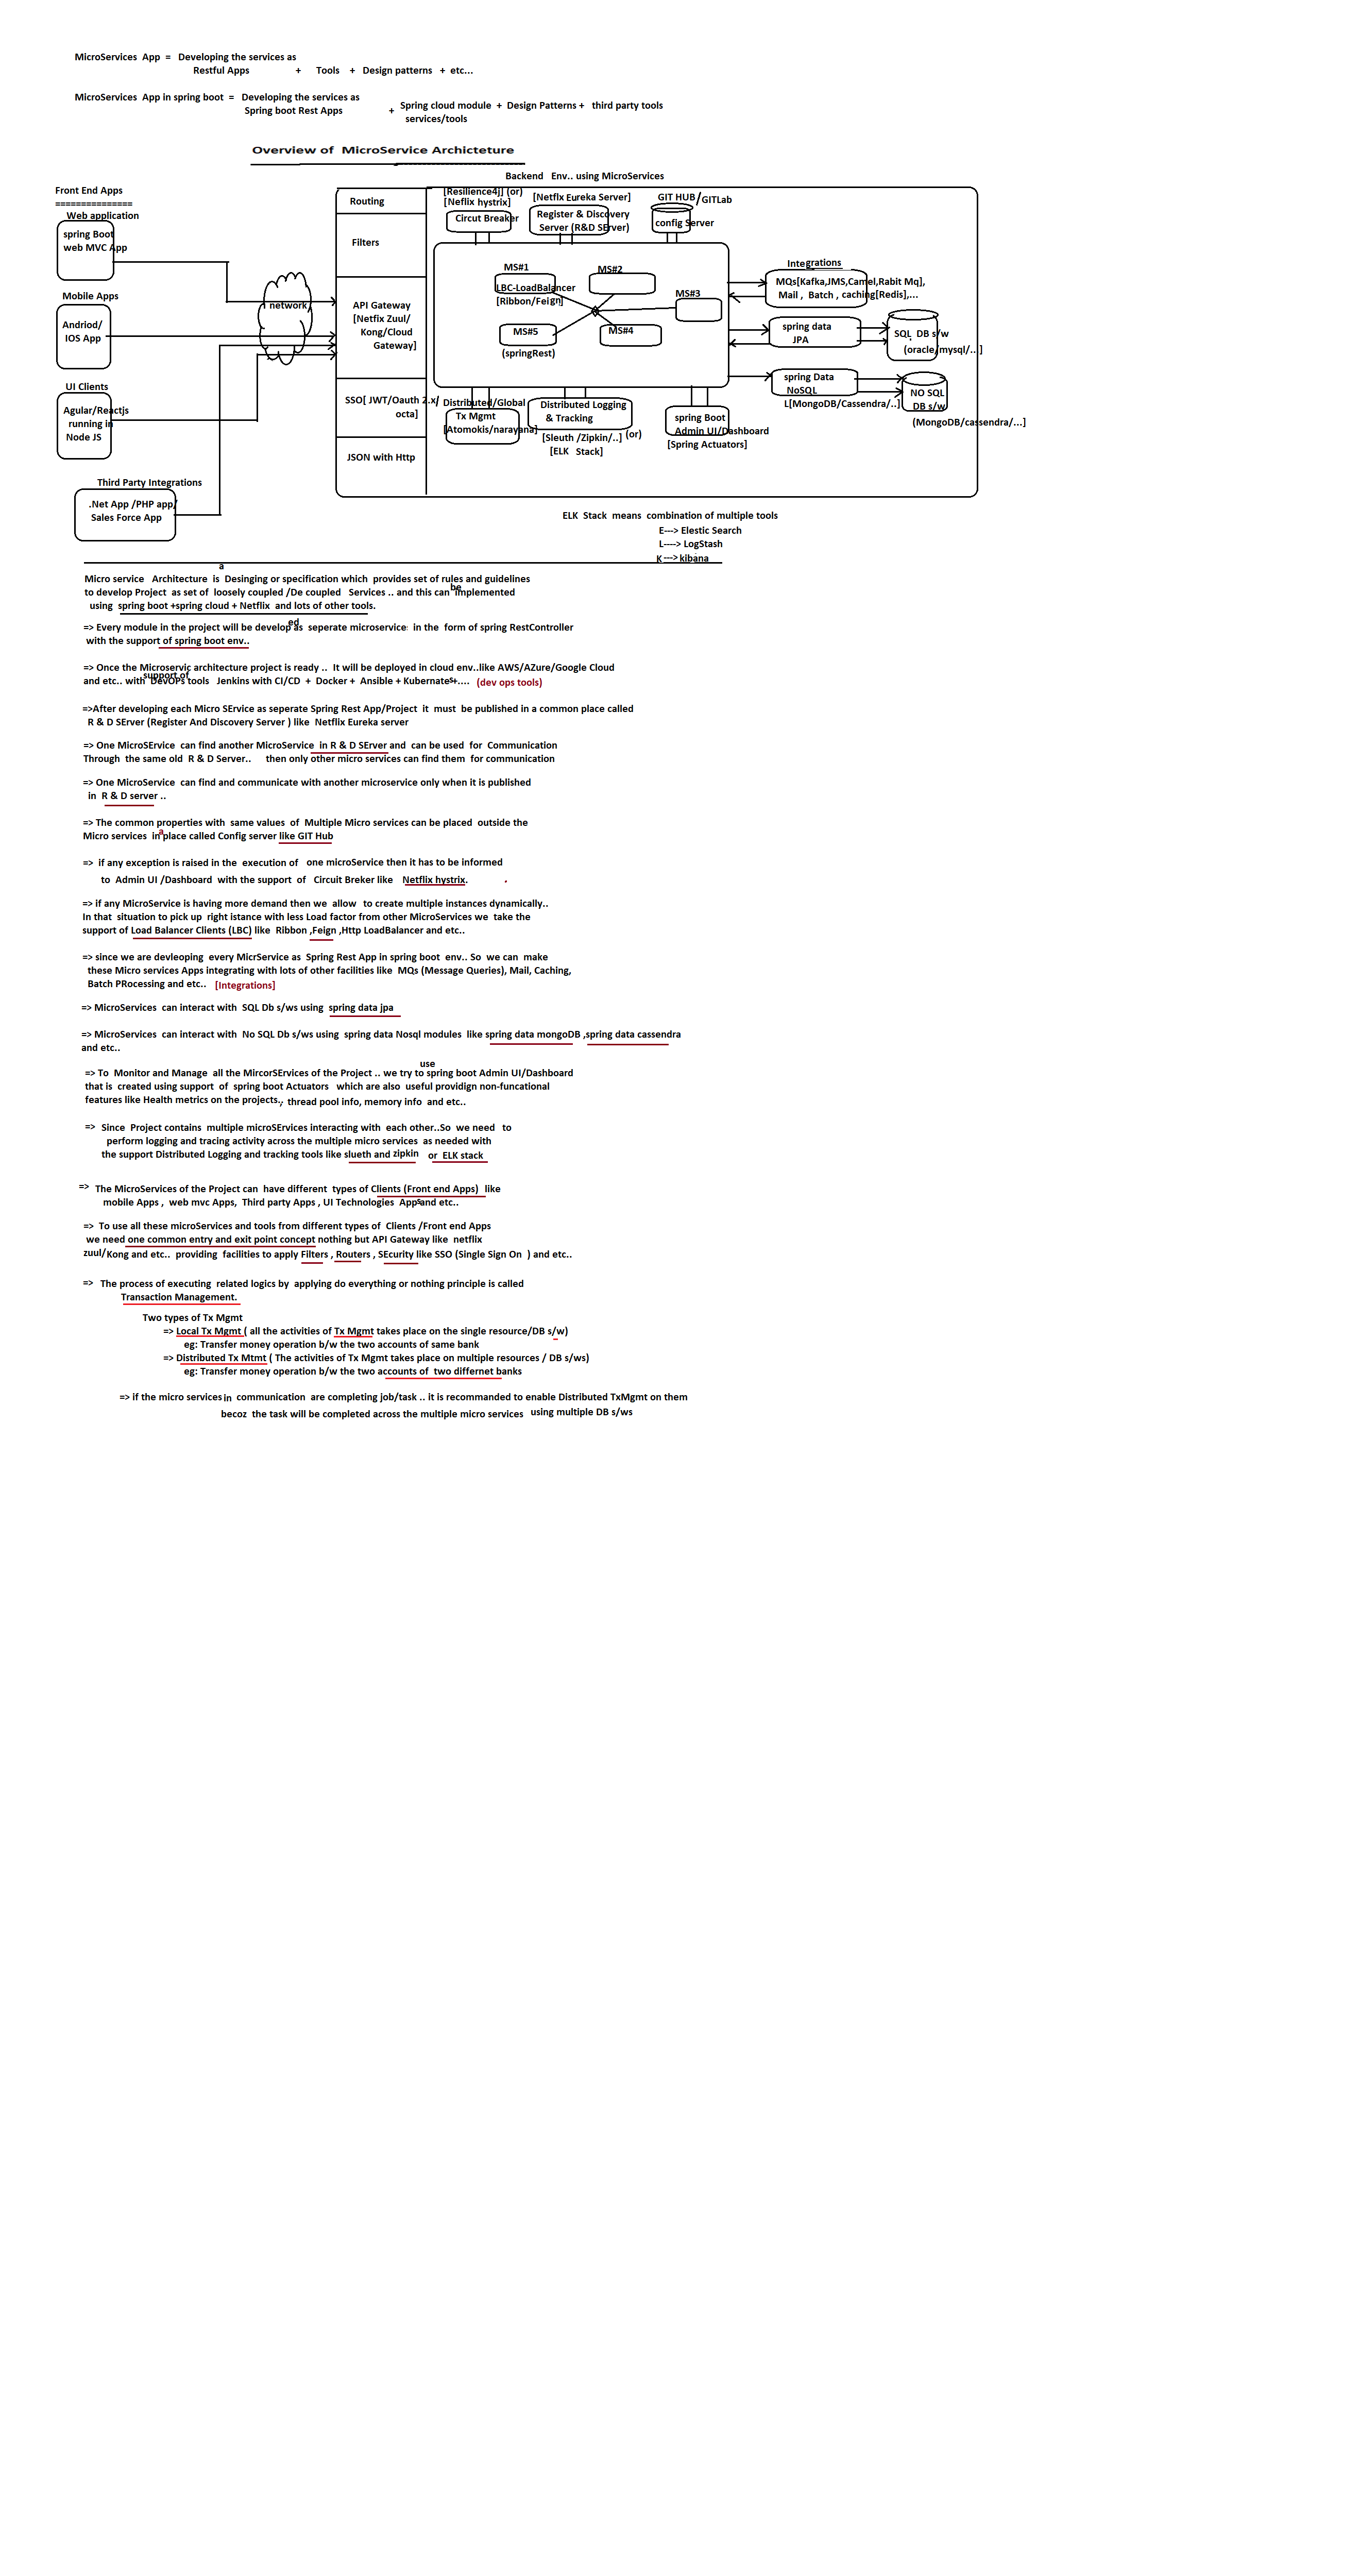 MicroServices App = Developing the services as
Restful Apps + Tools + Design patterns + etc...
MicroServices App in spring boot = Developing the services as
Spring boot Rest Apps + Spring cloud module + Design Patterns + third party tools
services/tools
Overview of MicroService Archicteture
Backend Env.. using MicroServices
Front End Apps
===============
Web application
spring Boot
web MVC App
Mobile Apps
Andriod/
IOS App
UI Clients
Agular/Reactjs
running in
Node JS
Third Party Integrations
.Net App /PHP app/
Sales Force App
network
Routing
Filters
API Gateway
[Netfix Zuul/
Kong/Cloud
Gateway]
SSO[ JWT/Oauth 2.x/
octa]
JSON with Http
[Resilience4j] (or)
[Neflix hystrix]
Circut Breaker
[Netflx Eureka Server]
Register & Discovery
Server (R&D SErver)
GIT HUB/GITLab
config Server
MS#1
LBC-LoadBalancer
[Ribbon/Feign]
MS#2
MS#3
MS#5
(springRest)
MS#4
Integrations
MQs[Kafka,JMS,Camel,Rabit Mq],
Mail , Batch , caching[Redis],...
spring data
JPA
SQL DB s/w
(oracle/mysql/...]
spring Data
NoSQL
L[MongoDB/Cassendra/..]
NO SQL
DB s/w
(MongoDB/cassendra/...]
Distributed/Global
Tx Mgmt
[Atomokis/narayana]
Distributed Logging
& Tracking
[Sleuth /Zipkin/..] (or)
[ELK Stack]
spring Boot
Admin UI/Dashboard
[Spring Actuators]
ELK Stack means combination of multiple tools
E---> Elestic Search
L----> LogStash
K ---> kibana
a
Micro service Architecture is Desinging or specification which provides set of rules and guidelines
to develop Project as set of loosely coupled /De coupled Services .. and this can be implemented
using spring boot +spring cloud + Netflix and lots of other tools.
=> Every module in the project will be developed as seperate microservice in the form of spring RestController
with the support of spring boot env..
=> Once the Microservic architecture project is ready .. It will be deployed in cloud env..like AWS/AZure/Google Cloud
and etc.. with support of DevOPs tools Jenkins with CI/CD + Docker + Ansible + Kubernates+.... (dev ops tools)
=>After developing each Micro SErvice as seperate Spring Rest App/Project it must be published in a common place called
R & D SErver (Register And Discovery Server ) like Netflix Eureka server
=> One MicroSErvice can find another MicroService in R & D SErver and can be used for Communication
Through the same old R & D Server.. then only other micro services can find them for communication
=> One MicroService can find and communicate with another microservice only when it is published
in R & D server ..
=> The common properties with same values of Multiple Micro services can be placed outside the
Micro services in a place called Config server like GIT Hub
=> if any exception is raised in the execution of one microService then it has to be informed
to Admin UI /Dashboard with the support of Circuit Breker like Netflix hystrix.
=> if any MicroService is having more demand then we allow to create multiple instances dynamically..
In that situation to pick up right istance with less Load factor from other MicroServices we take the
support of Load Balancer Clients (LBC) like Ribbon ,Feign ,Http LoadBalancer and etc..
=> since we are devleoping every MicrService as Spring Rest App in spring boot env.. So we can make
these Micro services Apps integrating with lots of other facilities like MQs (Message Queries), Mail, Caching,
Batch PRocessing and etc.. [Integrations]
=> MicroServices can interact with SQL Db s/ws using spring data jpa
=> MicroServices can interact with No SQL Db s/ws using spring data Nosql modules like spring data mongoDB ,spring data cassendra
and etc..
=> To Monitor and Manage all the MircorSErvices of the Project .. we try to use spring boot Admin UI/Dashboard
that is created using support of spring boot Actuators which are also useful providign non-funcational
features like Health metrics on the projects., thread pool info, memory info and etc..
=> Since Project contains multiple microSErvices interacting with each other..So we need to
perform logging and tracing activity across the multiple micro services as needed with
the support Distributed Logging and tracking tools like slueth and zipkin or ELK stack
=> The MicroServices of the Project can have different types of Clients (Front end Apps) like
mobile Apps , web mvc Apps, Third party Apps , UI Technologies Apps and etc..
=> To use all these microServices and tools from different types of Clients /Front end Apps
we need one common entry and exit point concept nothing but API Gateway like netflix
zuul/Kong and etc.. providing facilities to apply Filters , Routers , SEcurity like SSO (Single Sign On ) and etc..
=> The process of executing related logics by applying do everything or nothing principle is called
Transaction Management.
Two types of Tx Mgmt
=> Local Tx Mgmt ( all the activities of Tx Mgmt takes place on the single resource/DB s/w)
eg: Transfer money operation b/w the two accounts of same bank
=> Distributed Tx Mtmt ( The activities of Tx Mgmt takes place on multiple resources / DB s/ws)
eg: Transfer money operation b/w the two accounts of two differnet banks
=> if the micro services in communication are completing job/task .. it is recommanded to enable Distributed TxMgmt on them
becoz the task will be completed across the multiple micro services using multiple DB s/ws